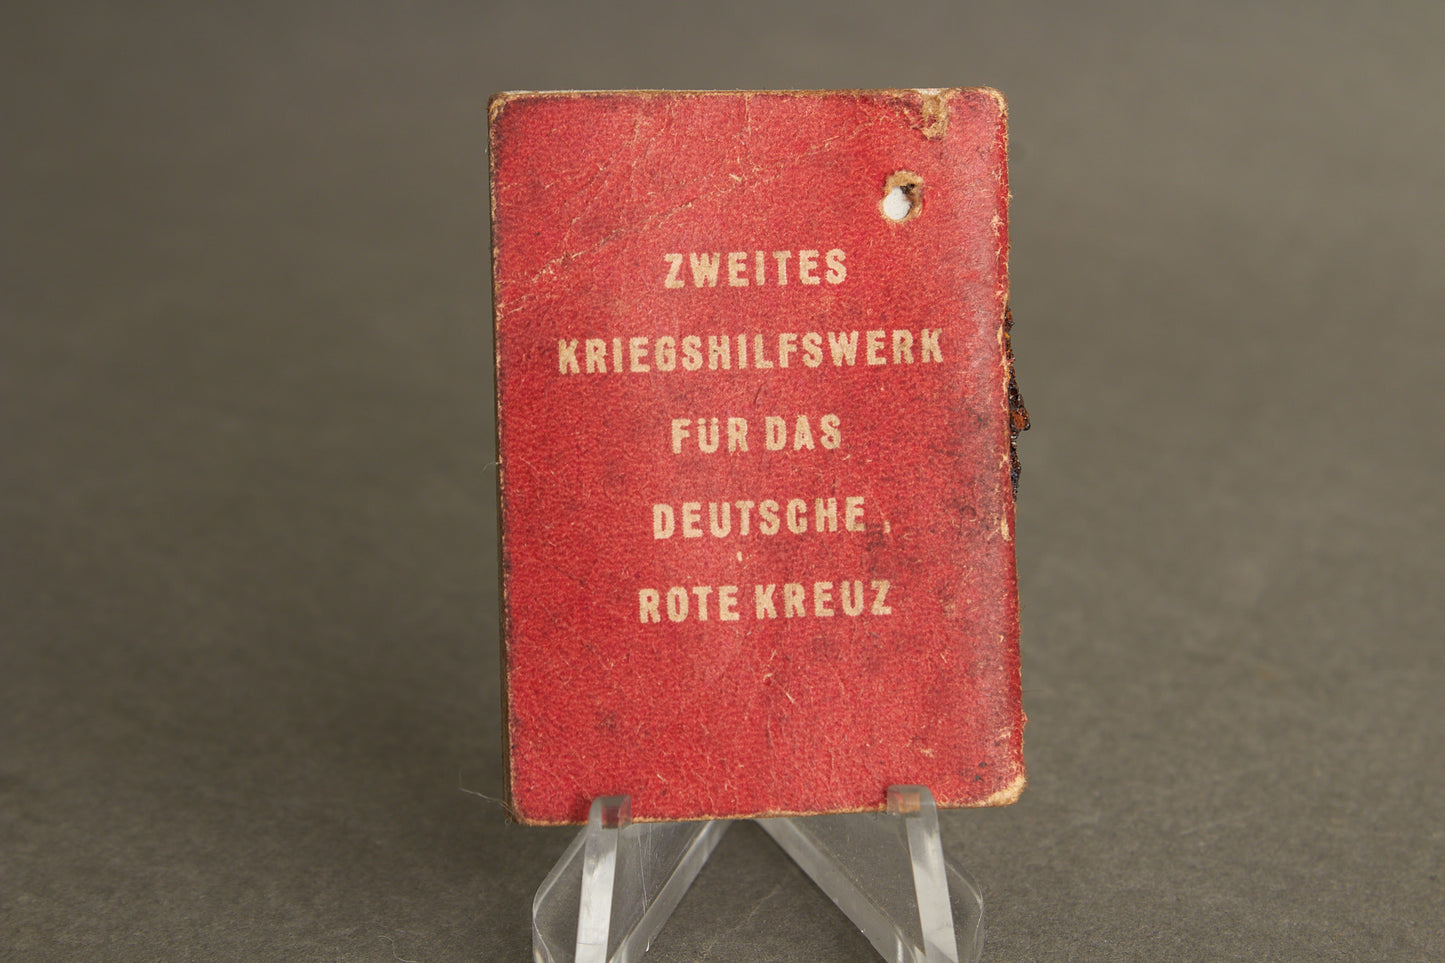 ZWEITES
KRIEGSHILFSWERK
FÜR DAS
DEUTSCHE
ROTE KREUZ